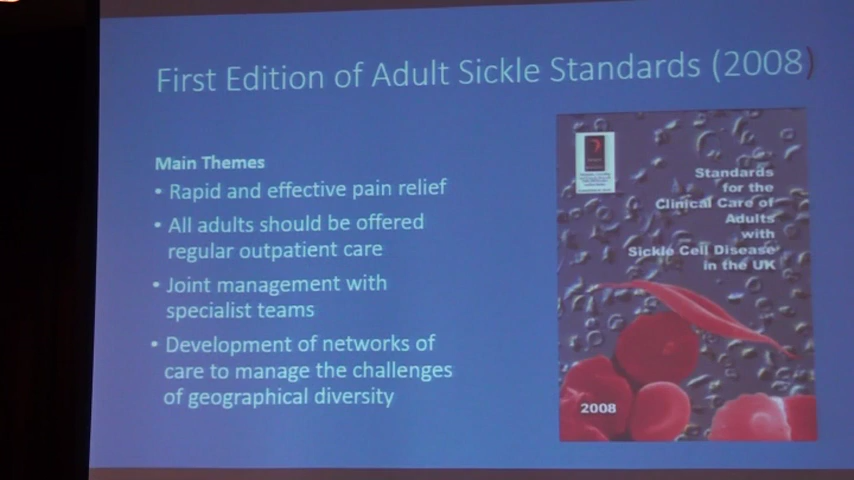 First Edition of Adult Sickle Standards (2008)
Main Themes
• Rapid and effective pain relief
• All adults should be offered
regular outpatient care
• Joint management with
specialist teams
• Development of networks of
care to manage the challenges
of geographical diversity
Standards
for the
Clinical Care of
Adults
with
Sickle Cell Disease
in the UK
2008